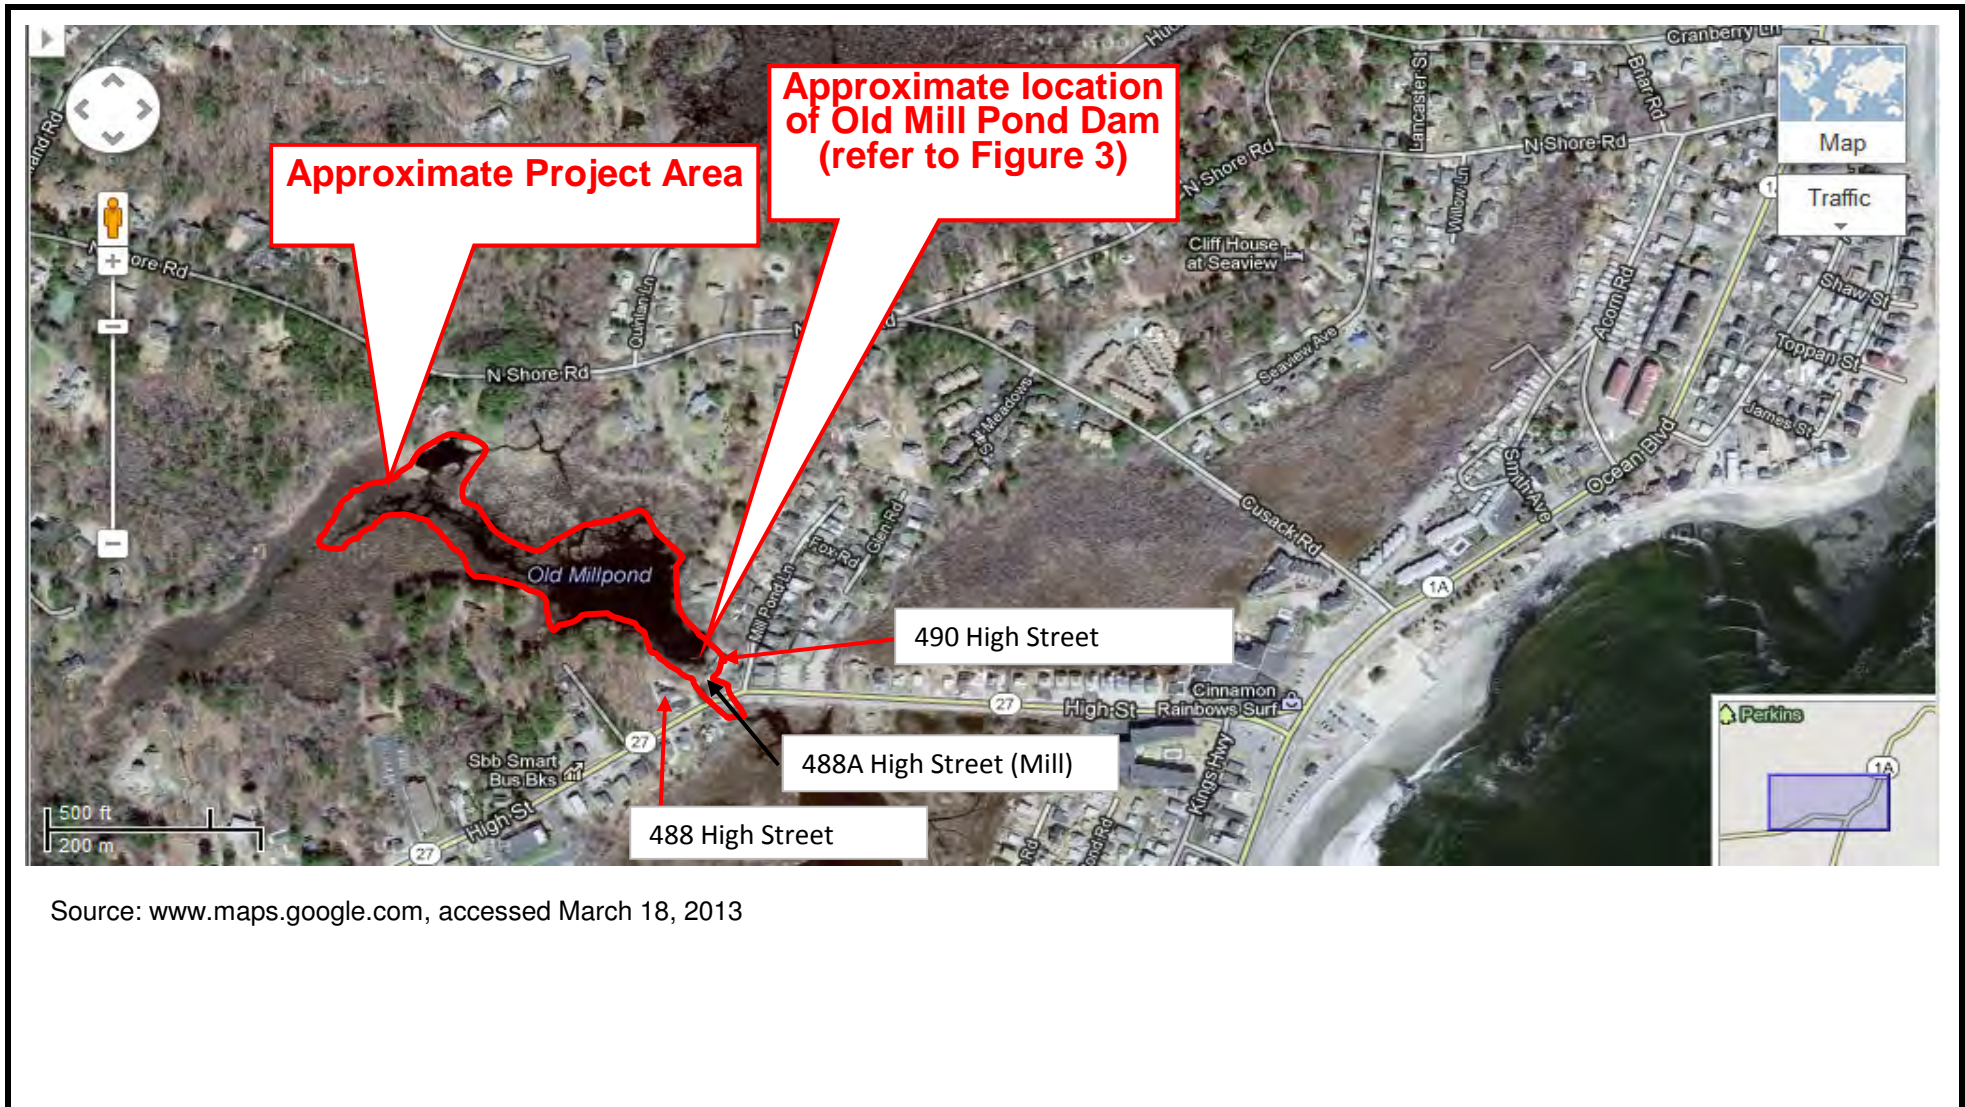 Cranberry Ln
Approximate location
of Old Mill Pond Dam
(refer to Figure 3)
Lancaster St
Briar Rd
N Shore Rd
Map
Approximate Project Area
N Shore Rd
Willow Ln
Traffic
Cliff House
at Seaview
Quinlan Ln
Acorn Rd
Shaw St
Toppan St
N Shore Rd
Seaview Ave
James St
Ocean Blvd
Smith Ave
Cusack Rd
Glen Rd
Fox Rd
Old Millpond
Mill Pond Ln
1A
490 High Street
Cinnamon
Rainbows Surf
27
High St
Perkins
27
488A High Street (Mill)
Sbb Smart
Bus Bks
Kings Hwy
1A
500 ft
200 m
High St
488 High Street
27
Source: www.maps.google.com, accessed March 18, 2013